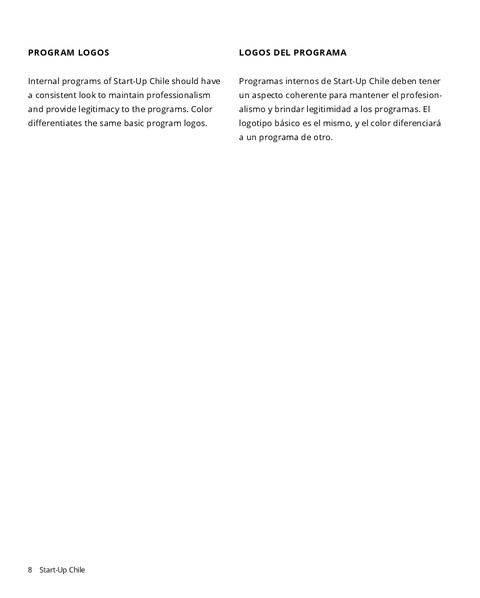 PROGRAM LOGOS
Internal programs of Start-Up Chile should have
a consistent look to maintain professionalism
and provide legitimacy to the programs. Color
differentiates the same basic program logos.
LOGOS DEL PROGRAMA
Programas internos de Start-Up Chile deben tener
un aspecto coherente para mantener el profesion-
alismo y brindar legitimidad a los programas. El
logotipo básico es el mismo, y el color diferenciará
a un programa de otro.
8 Start-Up Chile